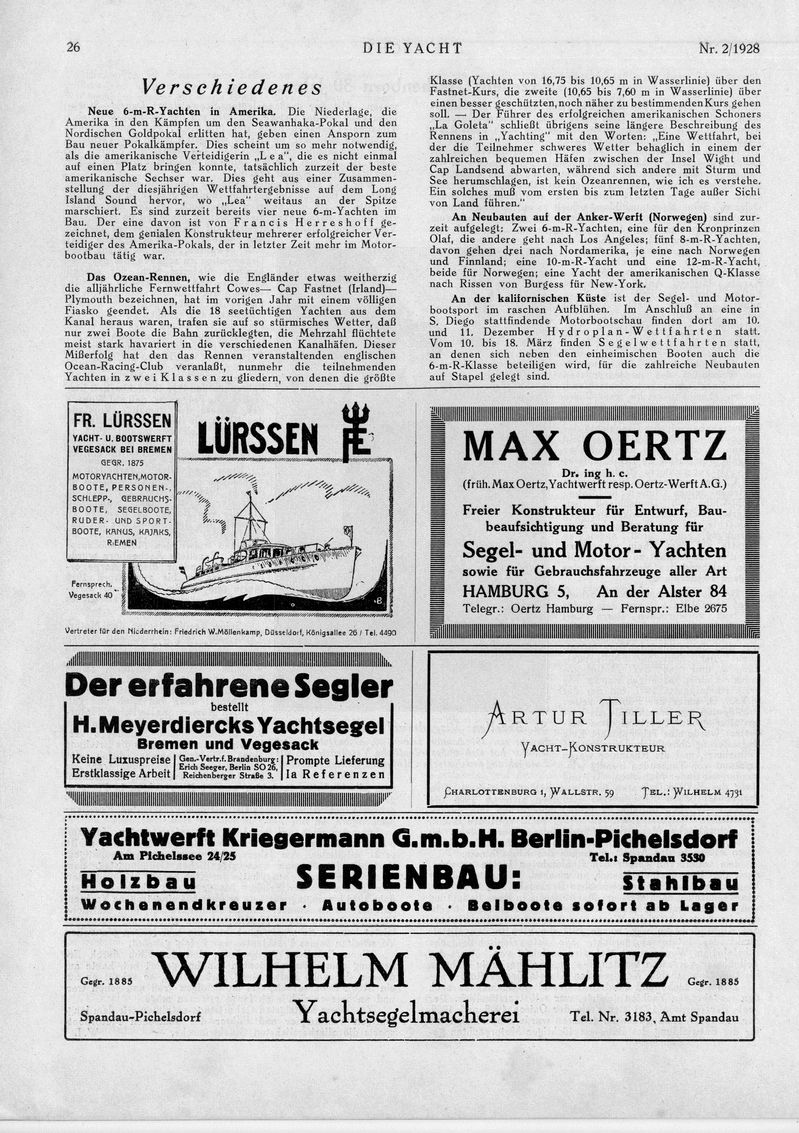 26
DIE YACHT
Nr. 2/1928
Verschiedenes
Neue 6-m-R-Yachten in Amerika. Die Niederlage, die
Amerika in den Kämpfen um den Seawanhaka-Pokal und den
Nordischen Goldpokal erlitten hat, geben einen Ansporn zum
Bau neuer Pokalkämpfer. Dies scheint um so mehr notwendig,
als die amerikanische Verteidigerin „Lea", die es nicht einmal
auf einen Platz bringen konnte, tatsächlich zurzeit der beste
amerikanische Sechser war. Dies geht aus einer Zusammen-
stellung der diesjährigen Wettfahrtergebnisse auf dem Long
Island Sound hervor, wo „Lea" weitaus an der Spitze
marschiert. Es sind zurzeit bereits vier neue 6-m-Yachten im
Bau. Der eine davon ist von Francis Herreshoff ge-
zeichnet, dem genialen Konstrukteur mehrerer erfolgreicher Ver-
teidiger des Amerika-Pokals, der in letzter Zeit mehr im Motor-
bootbau tätig war.
Das Ozean-Rennen, wie die Engländer etwas weitherzig
die alljährliche Fernwettfahrt Cowes— Cap Fastnet (Irland)—
Plymouth bezeichnen, hat im vorigen Jahr mit einem völligen
Fiasko geendet. Als die 18 seetüchtigen Yachten aus dem
Kanal heraus waren, trafen sie auf so stürmisches Wetter, daß
nur zwei Boote die Bahn zurücklegten, die Mehrzahl flüchtete
meist stark havariert in die verschiedenen Kanalhäfen. Dieser
Mißerfolg hat den das Rennen veranstaltenden englischen
Ocean-Racing-Club veranlaßt, nunmehr die teilnehmenden
Yachten in zwei Klassen zu gliedern, von denen die größte
Klasse (Yachten von 16,75 bis 10,65 m in Wasserlinie) über den
Fastnet-Kurs, die zweite (10,65 bis 7,60 m in Wasserlinie) über
einen besser geschützten, noch näher zu bestimmenden Kurs gehen
soll. — Der Führer des erfolgreichen amerikanischen Schoners
„La Goleta" schließt übrigens seine längere Beschreibung des
Rennens in „Yachting" mit den Worten: „Eine Wettfahrt, bei
der die Teilnehmer schweres Wetter behaglich in einem der
zahlreichen bequemen Häfen zwischen der Insel Wight und
Cap Landsend abwarten, während sich andere mit Sturm und
See herumschlagen, ist kein Ozeanrennen, wie ich es verstehe.
Ein solches muß vom ersten bis zum letzten Tage außer Sicht
von Land führen."
An Neubauten auf der Anker-Werft (Norwegen) sind zur-
zeit aufgelegt: Zwei 6-m-R-Yachten, eine für den Kronprinzen
Olaf, die andere geht nach Los Angeles; fünf 8-m-R-Yachten,
davon gehen drei nach Nordamerika, je eine nach Norwegen
und Finnland; eine 10-m-R-Yacht und eine 12-m-R-Yacht,
beide für Norwegen; eine Yacht der amerikanischen Q-Klasse
nach Rissen von Burgess für New-York.
An der kalifornischen Küste ist der Segel- und Motor-
bootsport im raschen Aufblühen. Im Anschluß an eine in
S. Diego stattfindende Motorbootschau finden dort am 10.
und 11. Dezember Hydroplan-Wettfahrten statt.
Vom 10. bis 18. März finden Segelwettfahrten statt,
an denen sich neben den einheimischen Booten auch die
6-m-R-Klasse beteiligen wird, für die zahlreiche Neubauten
auf Stapel gelegt sind.
FR. LÜRSSEN
YACHT- U. BOOTSWERFT
VEGESACK BEI BREMEN
GEGR. 1875
MOTORYACHTEN, MOTOR-
BOOTE, PERSONEN-,
SCHLEPP-, GEBRAUCHS-
BOOTE, SEGELBOOTE,
RUDER- UND SPORT-
BOOTE, KANUS, KAJAKS,
RIEMEN
LÜRSSEN
Fernsprech.
Vegesack 40
Vertreter für den Niederrhein: Friedrich W. Möllenkamp, Düsseldorf, Königsallee 26 / Tel. 4490
MAX OERTZ
Dr. ing h. c.
(früh. Max Oertz, Yachtwerft resp. Oertz-Werft A.G.)
Freier Konstrukteur für Entwurf, Bau-
beaufsichtigung und Beratung für
Segel- und Motor- Yachten
sowie für Gebrauchsfahrzeuge aller Art
HAMBURG 5, An der Alster 84
Telegr.: Oertz Hamburg — Fernspr.: Elbe 2675
Der erfahrene Segler
bestellt
H. Meyerdiercks Yachtsegel
Bremen und Vegesack
Keine Luxuspreise
Erstklassige Arbeit
Gen.-Vertr. f. Brandenburg:
Erich Seeger, Berlin SO 26,
Reichenberger Straße 3.
Prompte Lieferung
Ia Referenzen
ARTUR TILLER
YACHT-KONSTRUKTEUR
CHARLOTTENBURG 1, WALLSTR. 59 TEL.: WILHELM 4731
Yachtwerft Kriegermann G.m.b.H. Berlin-Pichelsdorf
Am Pichelssee 24/25
Tel.: Spandau 3530
Holzbau
SERIENBAU:
Stahlbau
Wochenendkreuzer · Autoboote · Beiboote sofort ab Lager
Gegr. 1885
WILHELM MÄHLITZ
Gegr. 1885
Spandau-Pichelsdorf
Yachtsegelmacherei
Tel. Nr. 3183, Amt Spandau